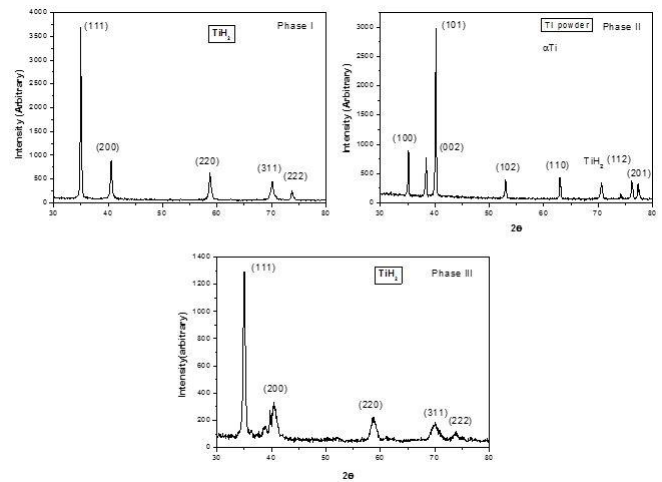 TiH2
Phase I
(111)
(200)
(220)
(311)
(222)
Intensity (Arbitrary)
4000
3500
3000
2500
2000
1500
1000
500
0
30 40 50 60 70 80
2Θ
Ti powder
Phase II
αTi
(101)
(100)
(002)
(102)
(110)
TiH2
(112)
(201)
Intensity (Arbitrary)
3000
2500
2000
1500
1000
500
0
30 40 50 60 70 80
2Θ
TiH2
Phase III
(111)
(200)
(220)
(311)
(222)
Intensity(arbitrary)
1400
1200
1000
800
600
400
200
0
30 40 50 60 70 80
2Θ